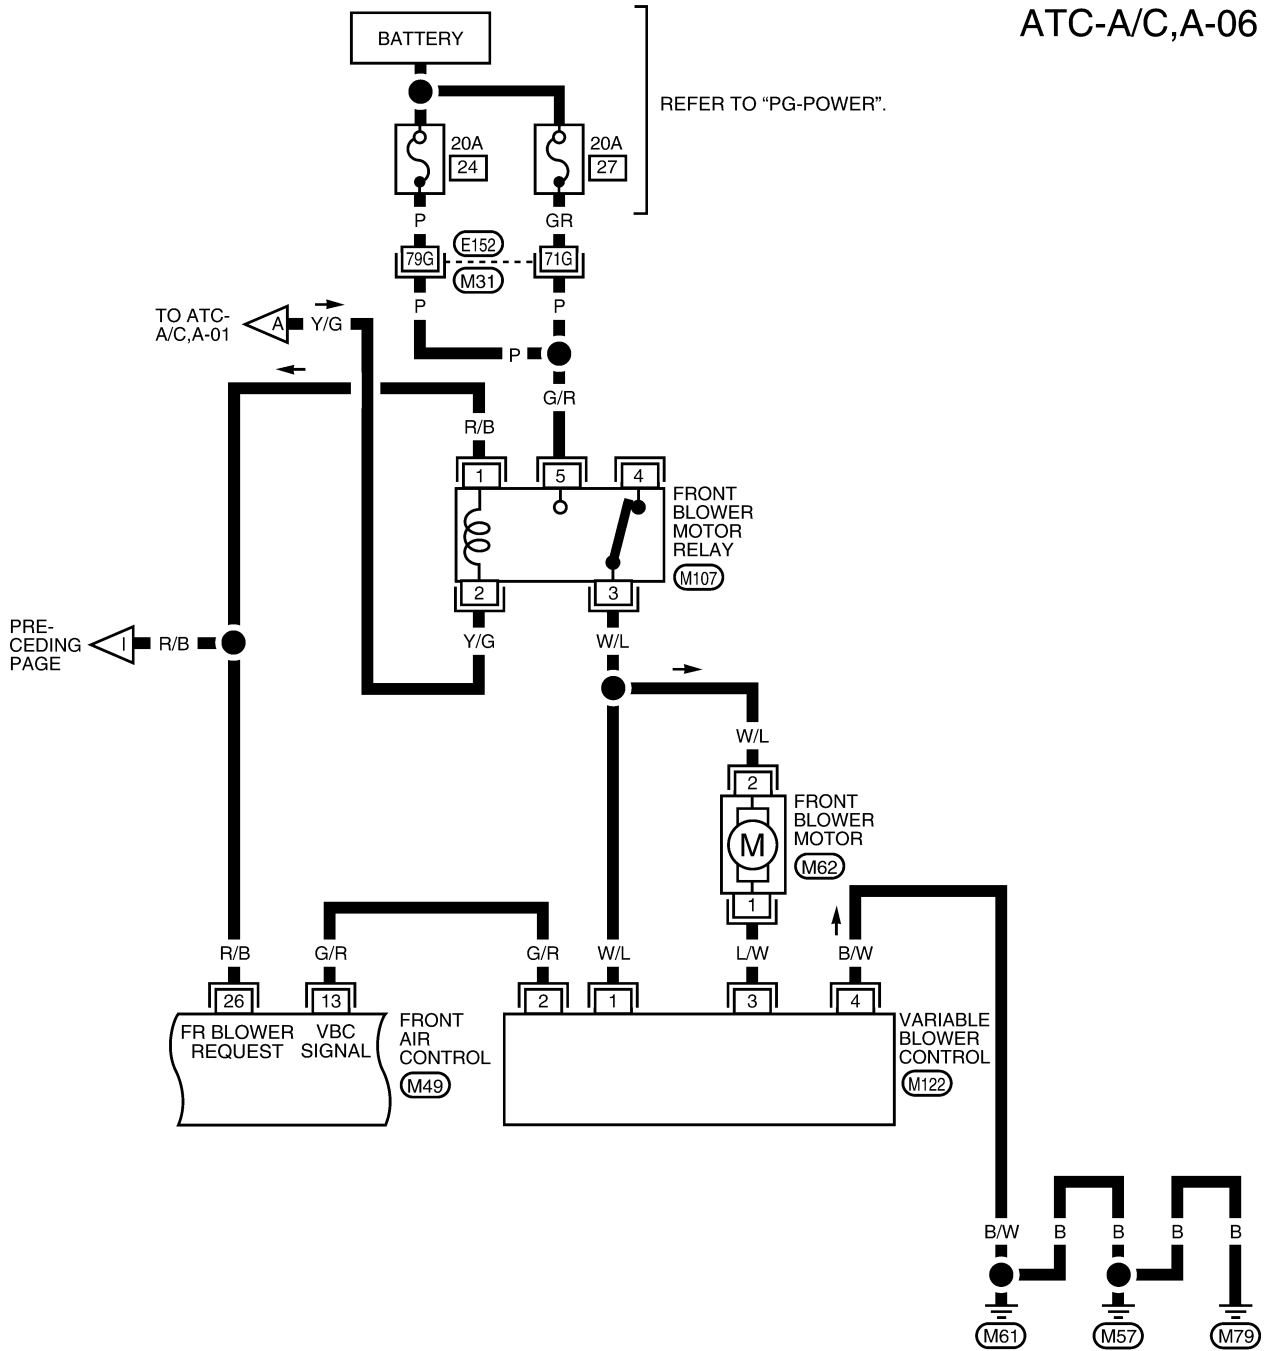 ATC-A/C,A-06
BATTERY
REFER TO “PG-POWER”.
20A
24
20A
27
P
GR
79G
E152
M31
71G
P
P
TO ATC-
A/C,A-01
A
Y/G
P
G/R
R/B
1
5
4
FRONT
BLOWER
MOTOR
RELAY
M107
2
3
Y/G
W/L
PRE-
CEDING
PAGE
I
R/B
W/L
2
FRONT
BLOWER
MOTOR
M62
M
1
R/B
G/R
G/R
W/L
L/W
B/W
26
13
2
1
3
4
FR BLOWER
REQUEST
VBC
SIGNAL
FRONT
AIR
CONTROL
M49
VARIABLE
BLOWER
CONTROL
M122
B/W
B
B
B
B
M61
M57
M79